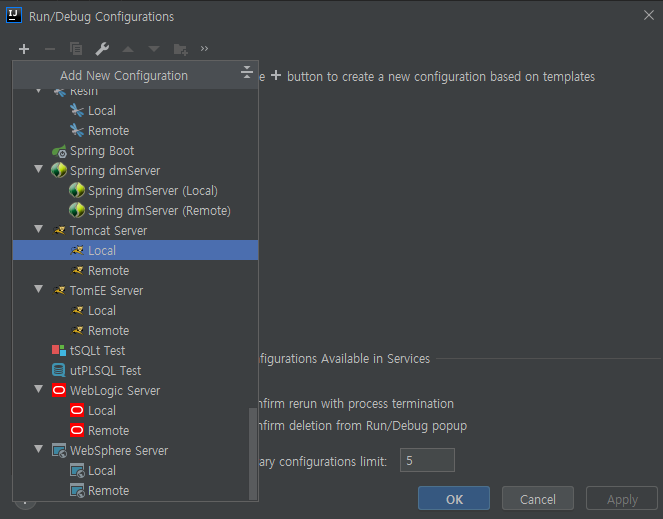 Run/Debug Configurations
Add New Configuration
button to create a new configuration based on templates
Resin
Local
Remote
Spring Boot
Spring dmServer
Spring dmServer (Local)
Spring dmServer (Remote)
Tomcat Server
Local
Remote
TomEE Server
Local
Remote
tSQLt Test
figurations Available in Services
utPLSQL Test
WebLogic Server
nfirm rerun with process termination
Local
nfirm deletion from Run/Debug popup
Remote
WebSphere Server
ary configurations limit: 5
Local
Remote
OK
Cancel
Apply